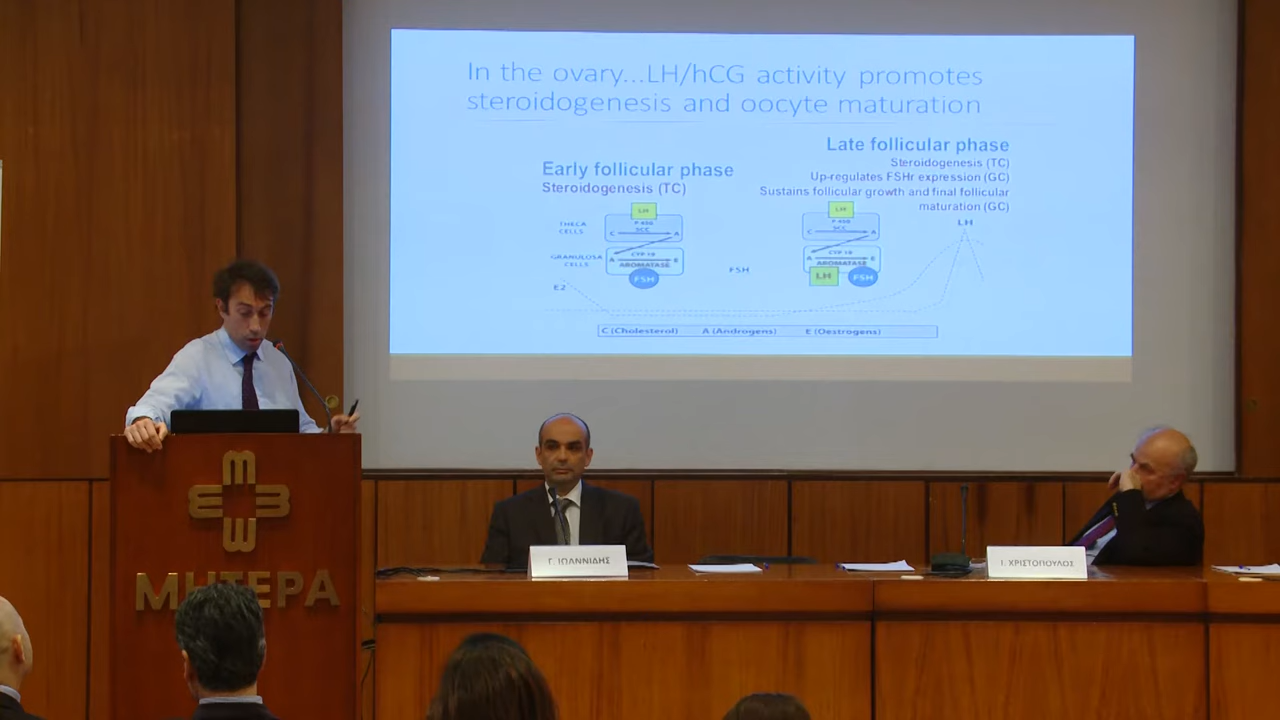 In the ovary...LH/hCG activity promotes
steroidogenesis and oocyte maturation
Early follicular phase
Steroidogenesis (TC)
Late follicular phase
Steroidogenesis (TC)
Up-regulates FSHr expression (GC)
Sustains follicular growth and final follicular
maturation (GC)
LH
THECA
CELLS
P 450
SCC
C
A
GRANULOSA
CELLS
CYP 19
A
E
AROMATASE
FSH
E2
FSH
LH
P 450
SCC
C
A
CYP 19
A
E
AROMATASE
LH
FSH
LH
C (Cholesterol) A (Androgens) E (Oestrogens)
ΜΗΤΕΡΑ
Γ. ΙΩΑΝΝΙΔΗΣ
Ι. ΧΡΙΣΤΟΠΟΥΛΟΣ